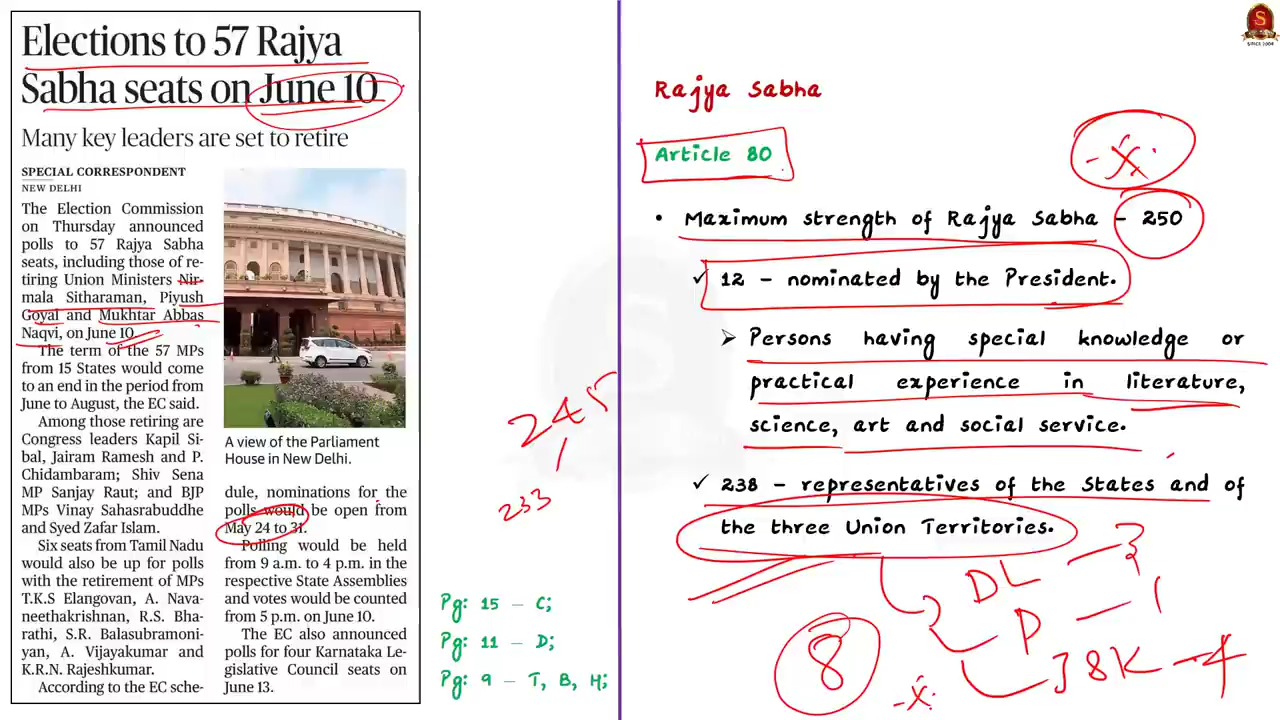 Elections to 57 Rajya
Sabha seats on June 10
Many key leaders are set to retire
SPECIAL CORRESPONDENT
NEW DELHI
The Election Commission
on Thursday announced
polls to 57 Rajya Sabha
seats, including those of re-
tiring Union Ministers Nir-
mala Sitharaman, Piyush
Goyal and Mukhtar Abbas
Naqvi, on June 10.
The term of the 57 MPs
from 15 States would come
to an end in the period from
June to August, the EC said.
Among those retiring are
Congress leaders Kapil Si-
bal, Jairam Ramesh and P.
Chidambaram; Shiv Sena
MP Sanjay Raut; and BJP
MPs Vinay Sahasrabuddhe
and Syed Zafar Islam.
Six seats from Tamil Nadu
would also be up for polls
with the retirement of MPs
T.K.S Elangovan, A. Nava-
neethakrishnan, R.S. Bha-
rathi, S.R. Balasubramoni-
yan, A. Vijayakumar and
K.R.N. Rajeshkumar.
According to the EC sche-
A view of the Parliament
House in New Delhi.
dule, nominations for the
polls would be open from
May 24 to 31.
Polling would be held
from 9 a.m. to 4 p.m. in the
respective State Assemblies
and votes would be counted
from 5 p.m. on June 10.
The EC also announced
polls for four Karnataka Le-
gislative Council seats on
June 13.
245
233
Pg: 15 – C;
Pg: 11 – D;
Pg: 9 – T, B, H;
Rajya Sabha
Article 80
• Maximum strength of Rajya Sabha – 250
✓ 12 – nominated by the President.
➢ Persons having special knowledge or
practical experience in literature,
science, art and social service.
✓ 238 – representatives of the States and of
the three Union Territories.
DL – 3
P – 1
J&K – 4
8
S
SINCE 2004